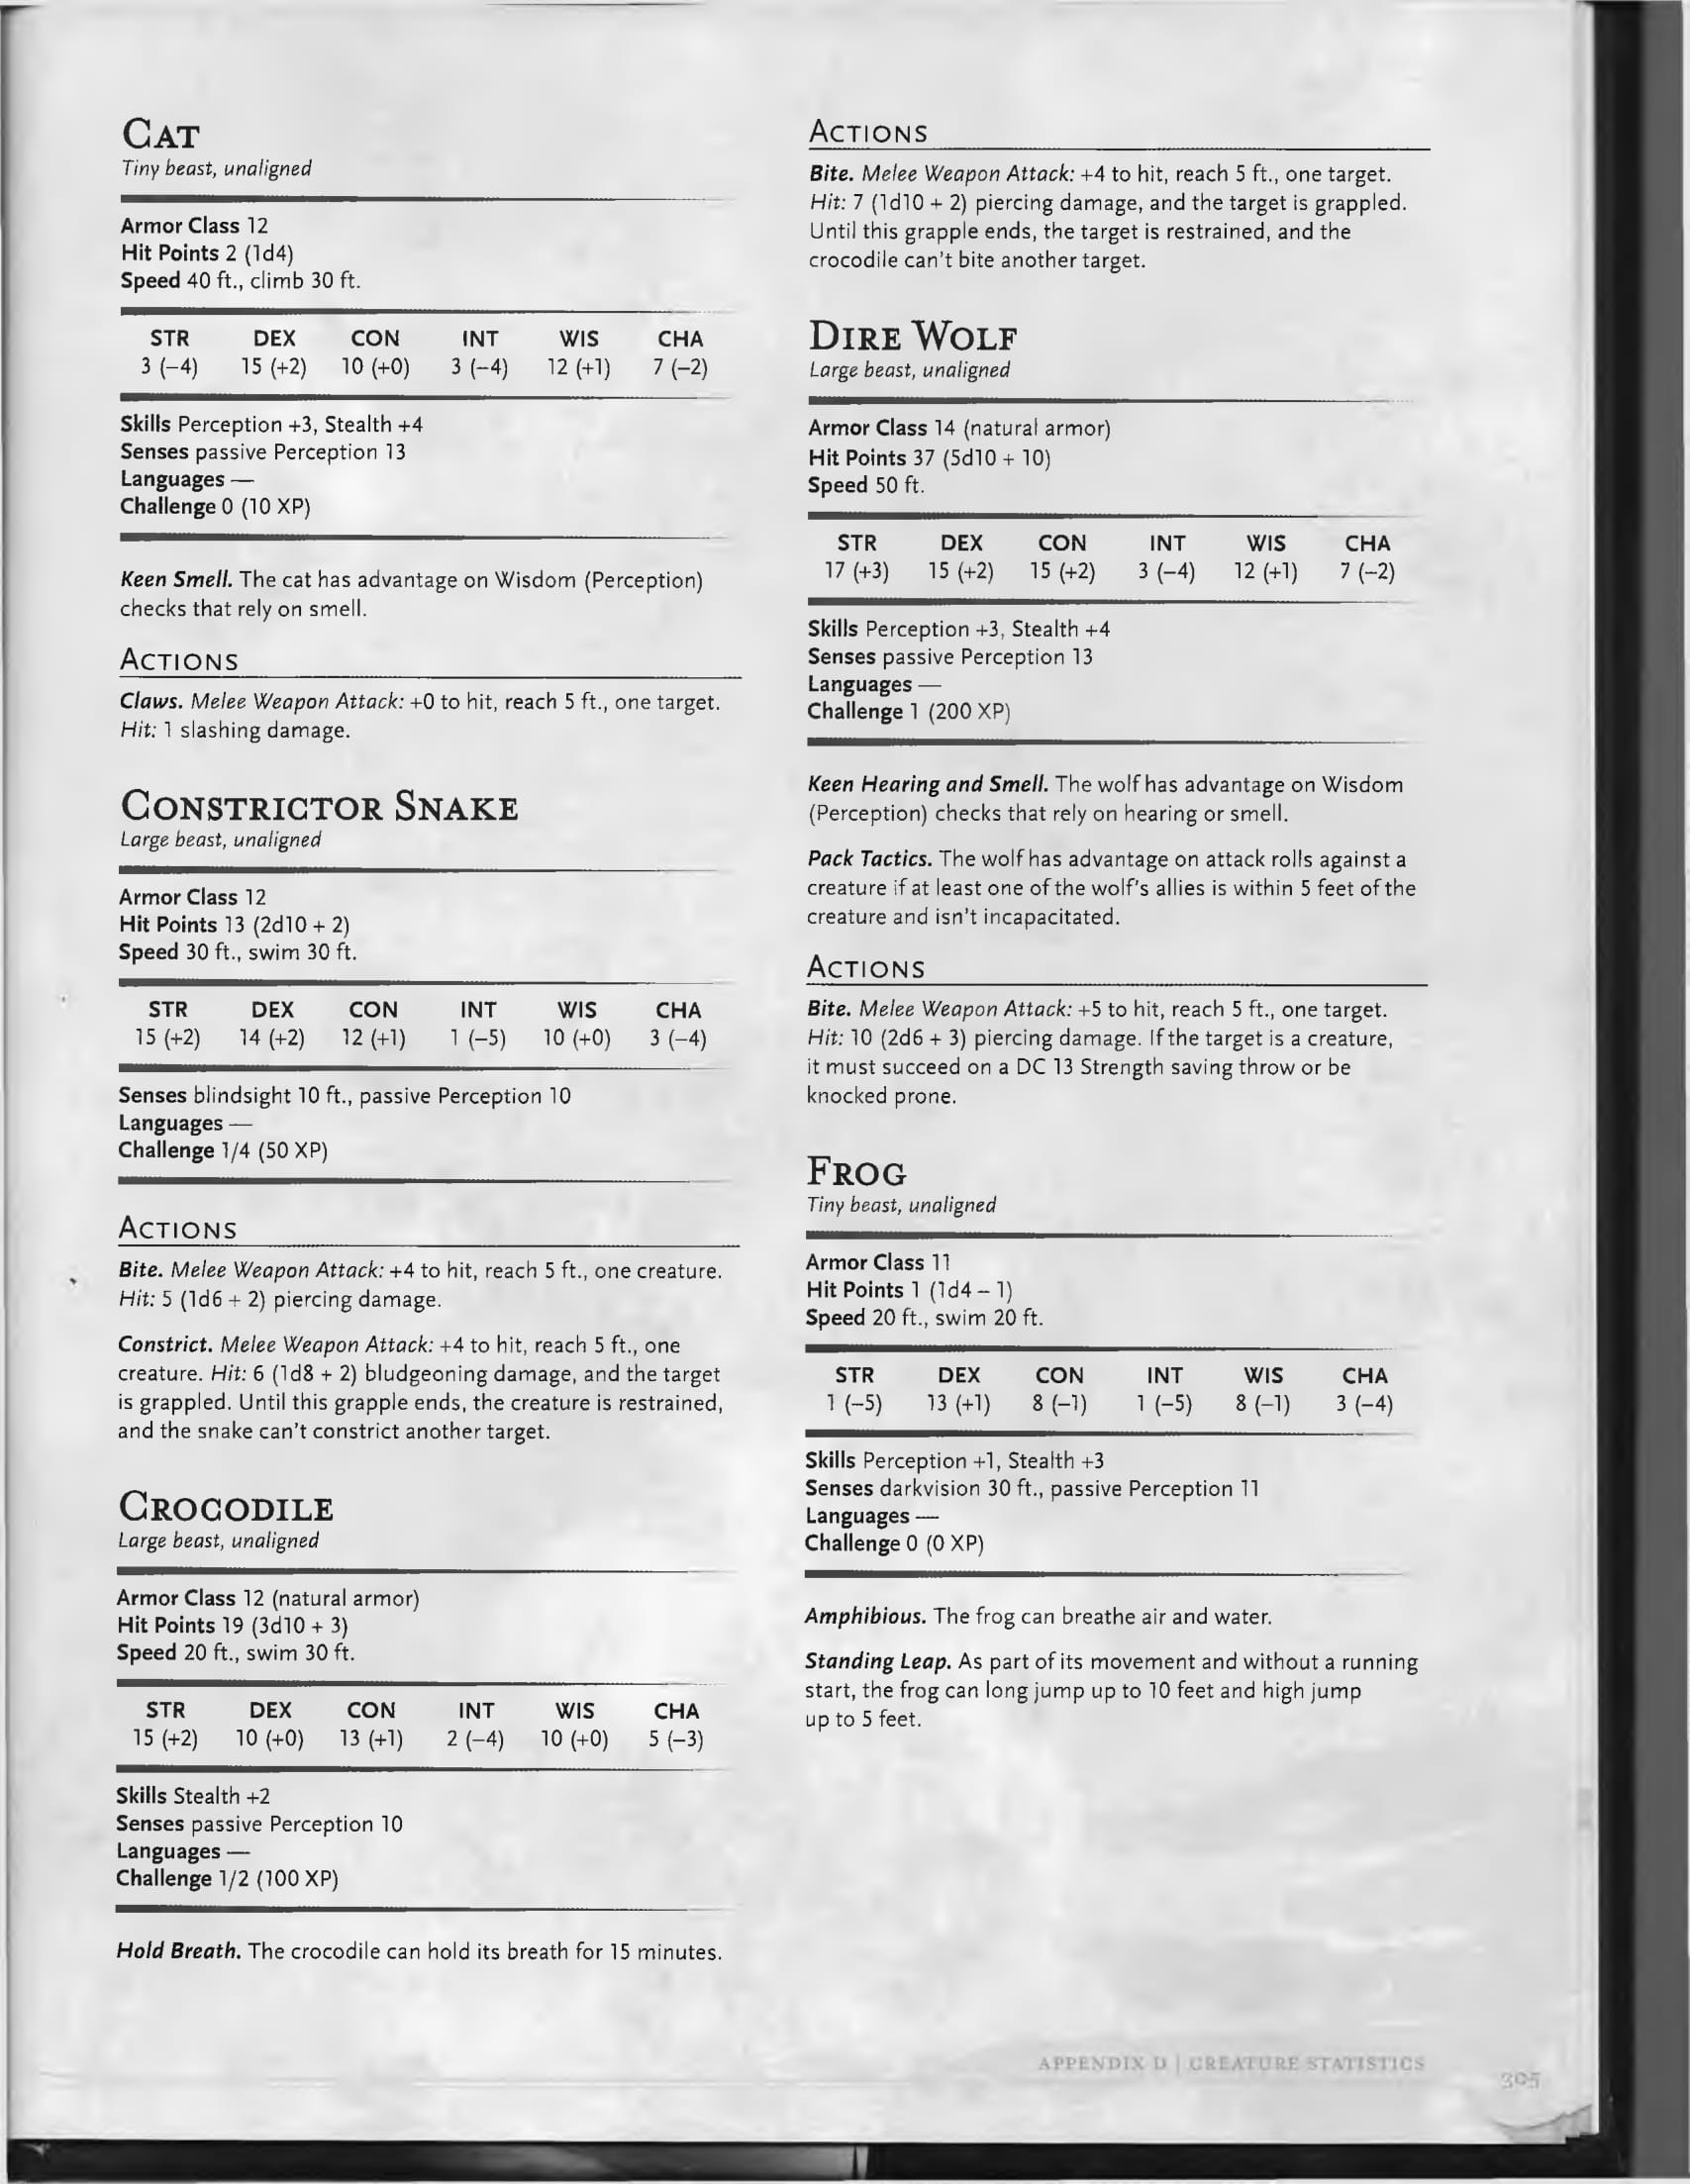 CAT
Tiny beast, unaligned
Armor Class 12
Hit Points 2 (1d4)
Speed 40 ft., climb 30 ft.
STR DEX CON INT WIS CHA
3 (–4) 15 (+2) 10 (+0) 3 (–4) 12 (+1) 7 (–2)
Skills Perception +3, Stealth +4
Senses passive Perception 13
Languages —
Challenge 0 (10 XP)
Keen Smell. The cat has advantage on Wisdom (Perception)
checks that rely on smell.
ACTIONS
Claws. Melee Weapon Attack: +0 to hit, reach 5 ft., one target.
Hit: 1 slashing damage.
CONSTRICTOR SNAKE
Large beast, unaligned
Armor Class 12
Hit Points 13 (2d10 + 2)
Speed 30 ft., swim 30 ft.
STR DEX CON INT WIS CHA
15 (+2) 14 (+2) 12 (+1) 1 (–5) 10 (+0) 3 (–4)
Senses blindsight 10 ft., passive Perception 10
Languages —
Challenge 1/4 (50 XP)
ACTIONS
Bite. Melee Weapon Attack: +4 to hit, reach 5 ft., one creature.
Hit: 5 (1d6 + 2) piercing damage.
Constrict. Melee Weapon Attack: +4 to hit, reach 5 ft., one
creature. Hit: 6 (1d8 + 2) bludgeoning damage, and the target
is grappled. Until this grapple ends, the creature is restrained,
and the snake can't constrict another target.
CROCODILE
Large beast, unaligned
Armor Class 12 (natural armor)
Hit Points 19 (3d10 + 3)
Speed 20 ft., swim 30 ft.
STR DEX CON INT WIS CHA
15 (+2) 10 (+0) 13 (+1) 2 (–4) 10 (+0) 5 (–3)
Skills Stealth +2
Senses passive Perception 10
Languages —
Challenge 1/2 (100 XP)
Hold Breath. The crocodile can hold its breath for 15 minutes.
ACTIONS
Bite. Melee Weapon Attack: +4 to hit, reach 5 ft., one target.
Hit: 7 (1d10 + 2) piercing damage, and the target is grappled.
Until this grapple ends, the target is restrained, and the
crocodile can't bite another target.
DIRE WOLF
Large beast, unaligned
Armor Class 14 (natural armor)
Hit Points 37 (5d10 + 10)
Speed 50 ft.
STR DEX CON INT WIS CHA
17 (+3) 15 (+2) 15 (+2) 3 (–4) 12 (+1) 7 (–2)
Skills Perception +3, Stealth +4
Senses passive Perception 13
Languages —
Challenge 1 (200 XP)
Keen Hearing and Smell. The wolf has advantage on Wisdom
(Perception) checks that rely on hearing or smell.
Pack Tactics. The wolf has advantage on attack rolls against a
creature if at least one of the wolf's allies is within 5 feet of the
creature and isn't incapacitated.
ACTIONS
Bite. Melee Weapon Attack: +5 to hit, reach 5 ft., one target.
Hit: 10 (2d6 + 3) piercing damage. If the target is a creature,
it must succeed on a DC 13 Strength saving throw or be
knocked prone.
FROG
Tiny beast, unaligned
Armor Class 11
Hit Points 1 (1d4 – 1)
Speed 20 ft., swim 20 ft.
STR DEX CON INT WIS CHA
1 (–5) 13 (+1) 8 (–1) 1 (–5) 8 (–1) 3 (–4)
Skills Perception +1, Stealth +3
Senses darkvision 30 ft., passive Perception 11
Languages —
Challenge 0 (0 XP)
Amphibious. The frog can breathe air and water.
Standing Leap. As part of its movement and without a running
start, the frog can long jump up to 10 feet and high jump
up to 5 feet.
APPENDIX D | CREATURE STATISTICS
305